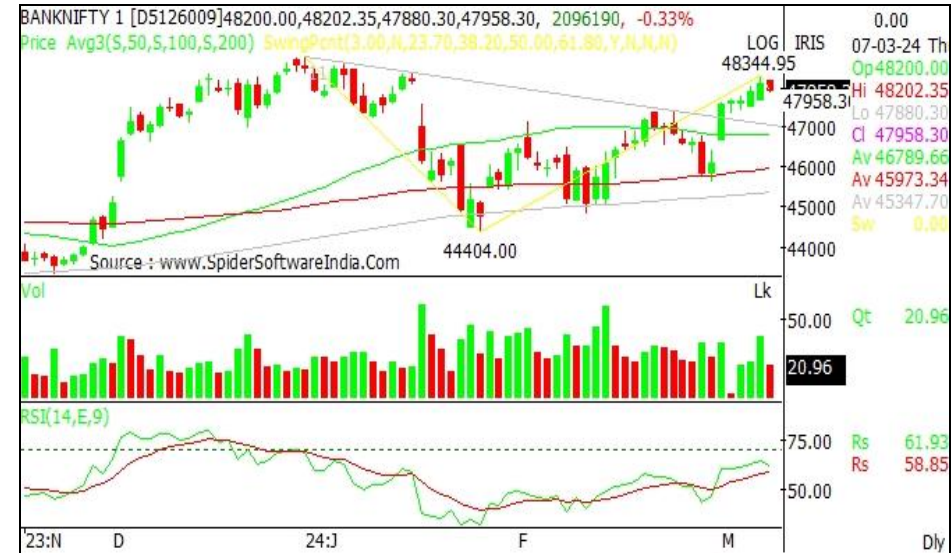 BANKNIFTY 1 [D5126009]48200.00,48202.35,47880.30,47958.30, 2096190, -0.33%
Price Avg3(S,50,S,100,S,200) SwingPcnt(3.00,N,23.70,38.20,50.00,61.80,Y,N,N,N)
LOG IRIS
0.00
07-03-24 Th
48344.95
Op 48200.00
Hi 48202.35
47958.30
Lo 47880.30
Cl 47958.30
47000
Av 46789.66
46000
Av 45973.34
Av 45347.70
45000
Sw 0.00
44000
44404.00
Source : www.SpiderSoftwareIndia.Com
Vol
Lk
50.00
Qt 20.96
20.96
RSI(14,E,9)
75.00
Rs 61.93
Rs 58.85
50.00
'23:N D 24:J F M Dly